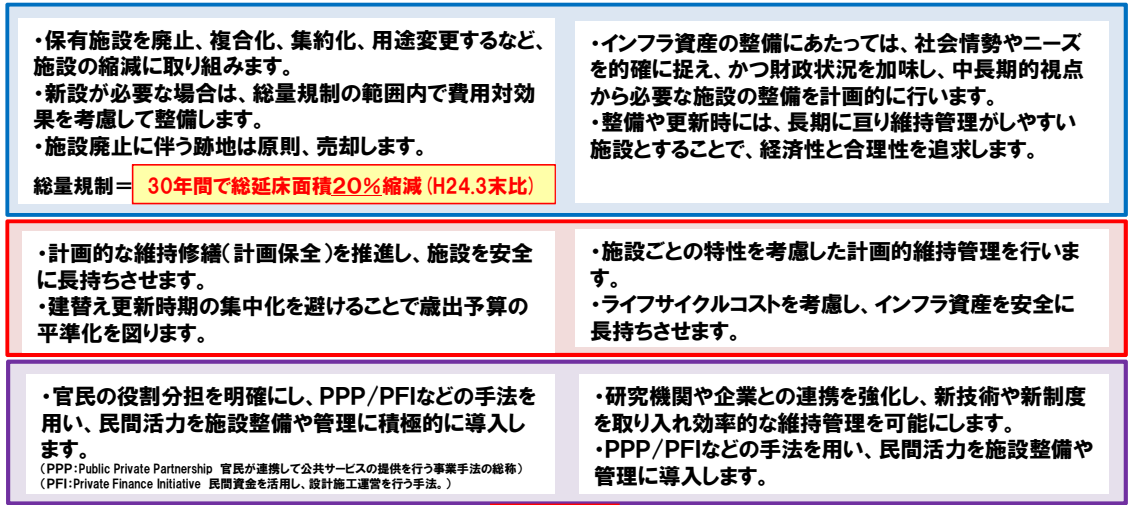 ・保有施設を廃止、複合化、集約化、用途変更するなど、
施設の縮減に取り組みます。
・新設が必要な場合は、総量規制の範囲内で費用対効
果を考慮して整備します。
・施設廃止に伴う跡地は原則、売却します。
総量規制＝ 30年間で総延床面積20％縮減（H24.3末比）
・インフラ資産の整備にあたっては、社会情勢やニーズ
を的確に捉え、かつ財政状況を加味し、中長期的視点
から必要な施設の整備を計画的に行います。
・整備や更新時には、長期に亘り維持管理がしやすい
施設とすることで、経済性と合理性を追求します。
・計画的な維持修繕（計画保全）を推進し、施設を安全
に長持ちさせます。
・建替え更新時期の集中化を避けることで歳出予算の
平準化を図ります。
・施設ごとの特性を考慮した計画的維持管理を行いま
す。
・ライフサイクルコストを考慮し、インフラ資産を安全に
長持ちさせます。
・官民の役割分担を明確にし、PPP/PFIなどの手法を
用い、民間活力を施設整備や管理に積極的に導入し
ます。
（PPP：Public Private Partnership 官民が連携して公共サービスの提供を行う事業手法の総称）
（PFI：Private Finance Initiative 民間資金を活用し、設計施工運営を行う手法。）
・研究機関や企業との連携を強化し、新技術や新制度
を取り入れ効率的な維持管理を可能にします。
・PPP/PFIなどの手法を用い、民間活力を施設整備や
管理に導入します。